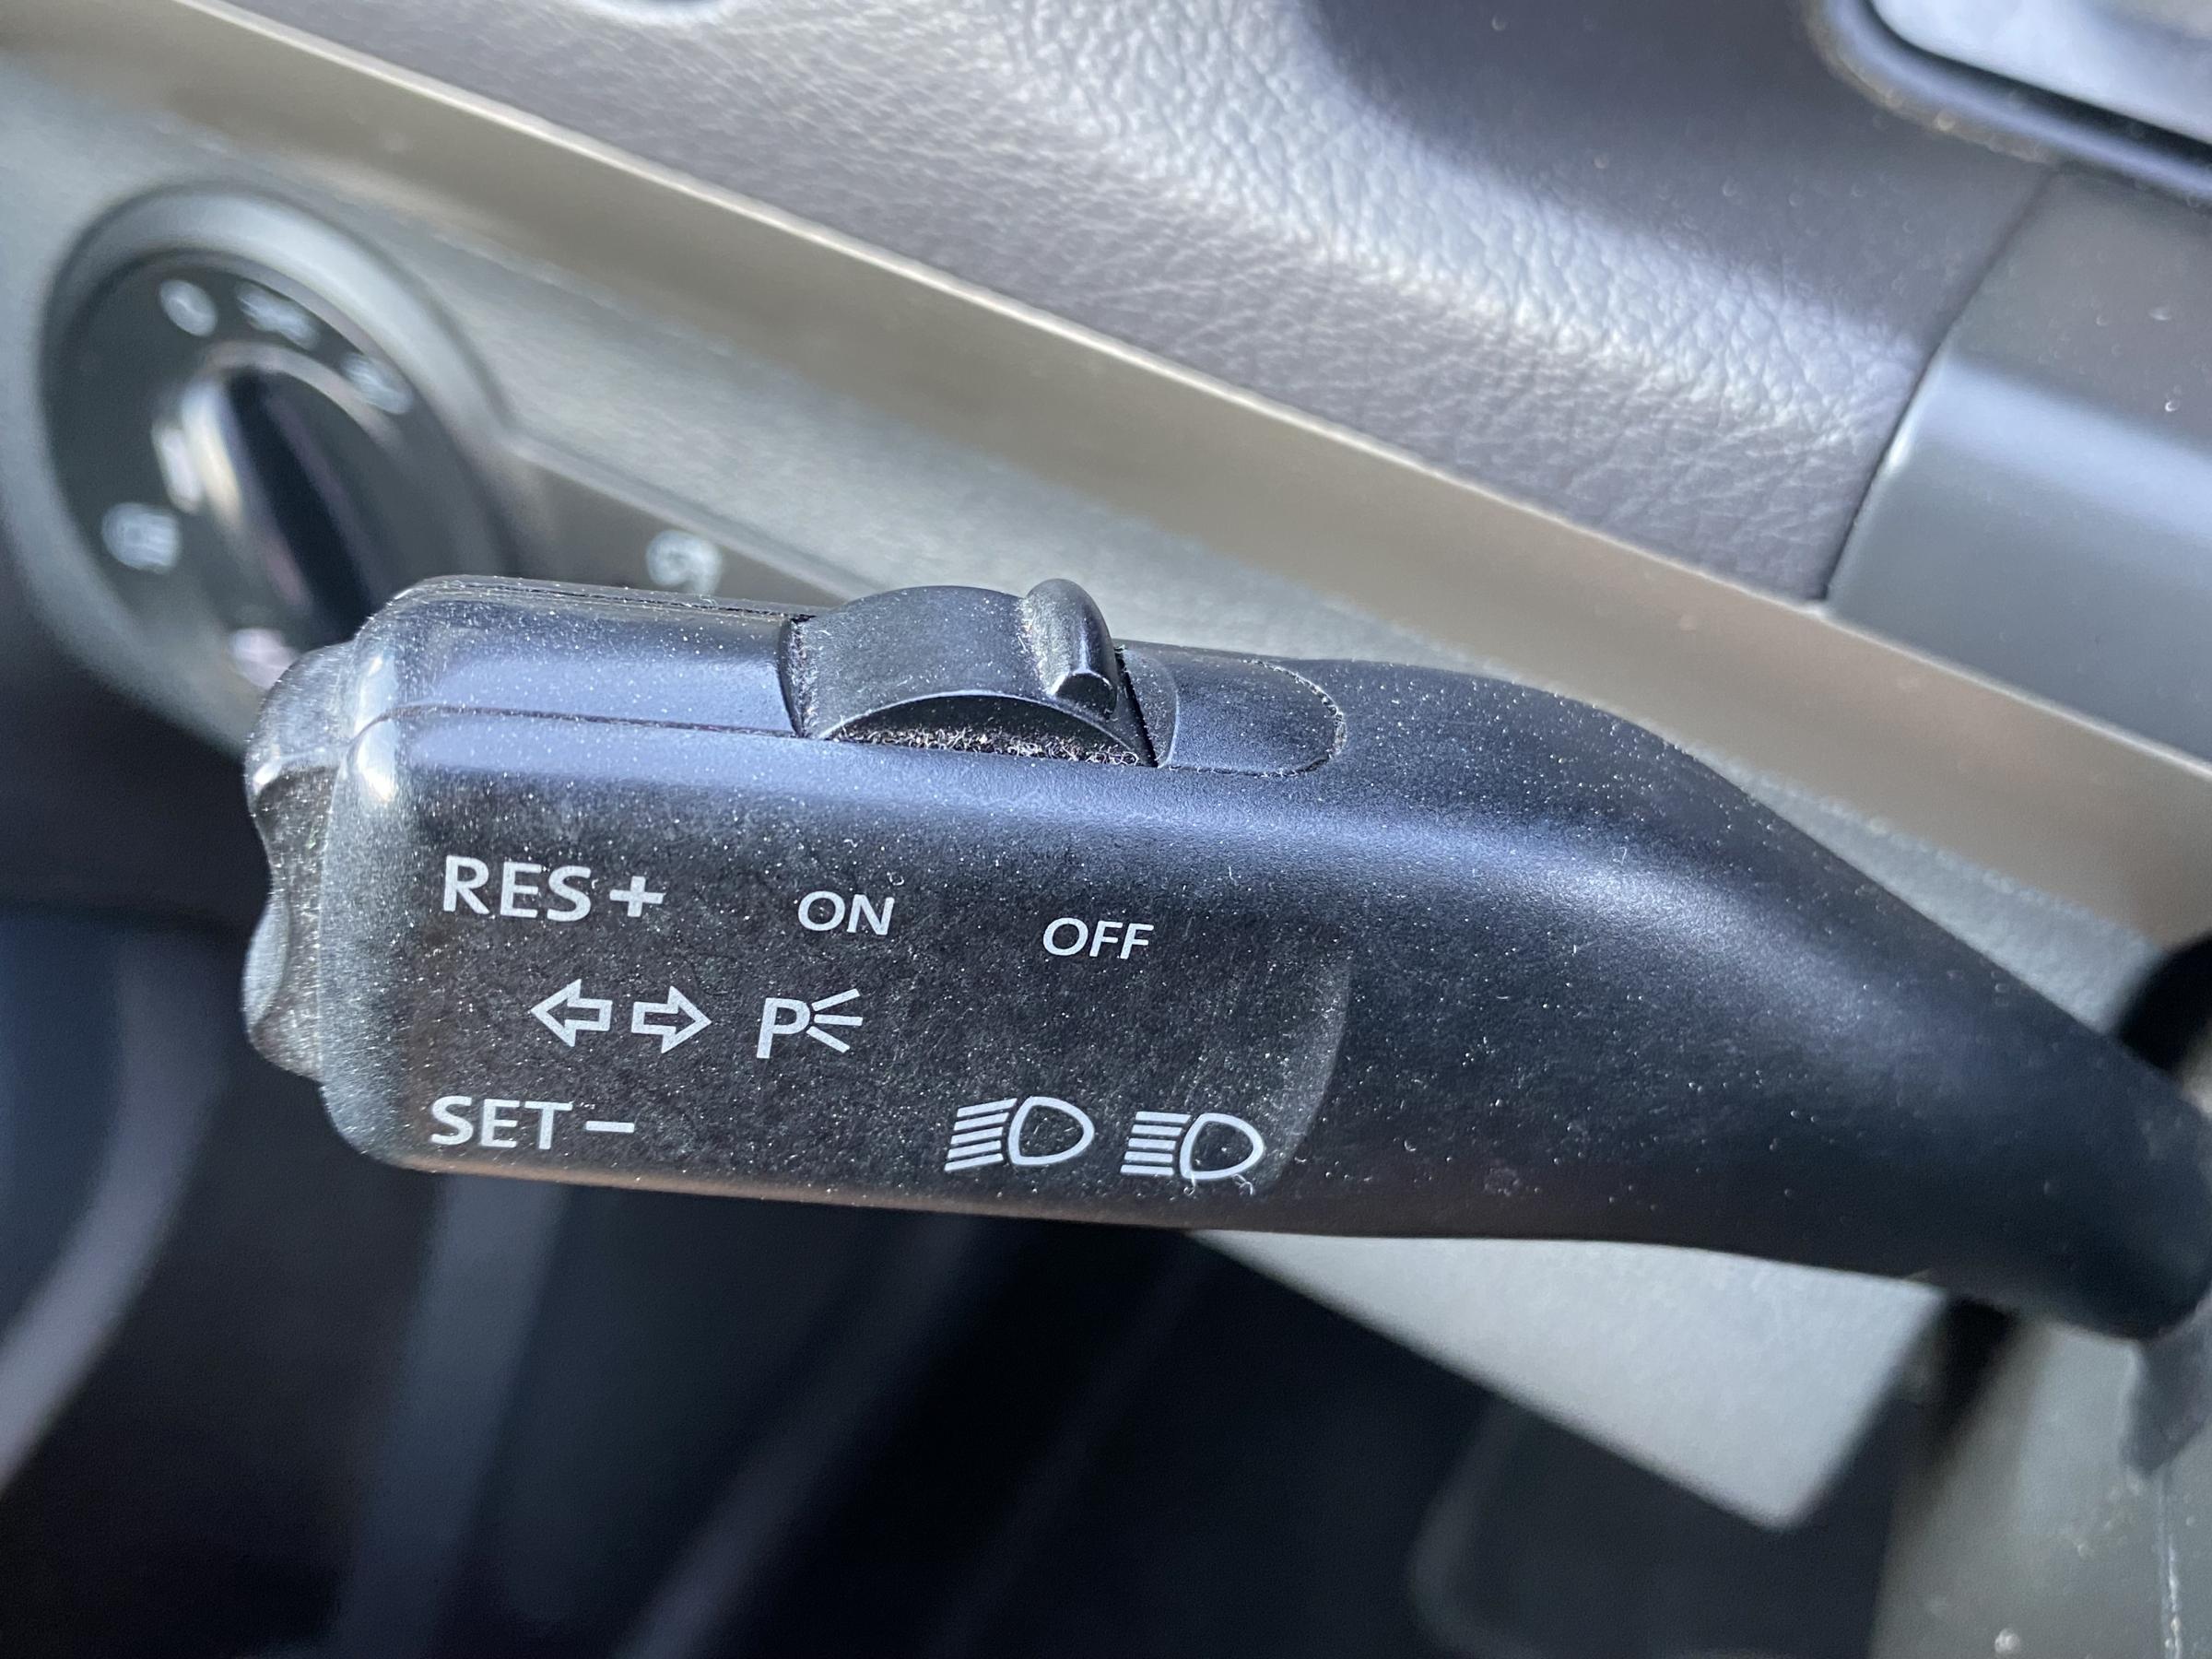 RES+ ON OFF
P
SET−